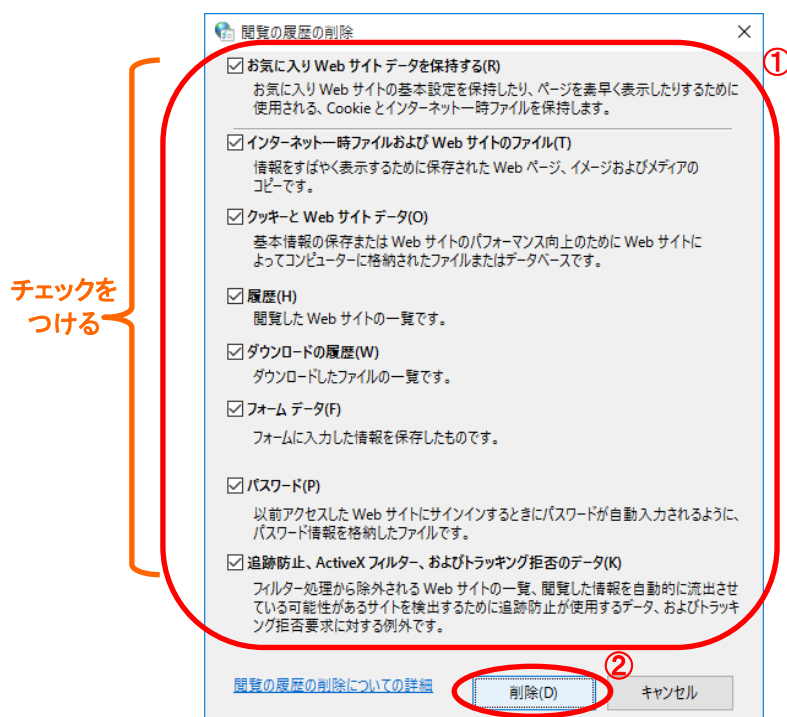 閲覧の履歴の削除
①
お気に入り Web サイト データを保持する(R)
お気に入り Web サイトの基本設定を保持したり、ページを素早く表示したりするために
使用される、Cookie とインターネット一時ファイルを保持します。
インターネット一時ファイルおよび Web サイトのファイル(T)
情報をすばやく表示するために保存された Web ページ、イメージおよびメディアの
コピーです。
クッキーと Web サイト データ(O)
基本情報の保存または Web サイトのパフォーマンス向上のために Web サイトに
よってコンピューターに格納されたファイルまたはデータベースです。
チェックを
つける
履歴(H)
閲覧した Web サイトの一覧です。
ダウンロードの履歴(W)
ダウンロードしたファイルの一覧です。
フォーム データ(F)
フォームに入力した情報を保存したものです。
パスワード(P)
以前アクセスした Web サイトにサインインするときにパスワードが自動入力されるように、
パスワード情報を格納したファイルです。
追跡防止、ActiveX フィルター、およびトラッキング拒否のデータ(K)
フィルター処理から除外される Web サイトの一覧、閲覧した情報を自動的に流出させ
ている可能性があるサイトを検出するために追跡防止が使用するデータ、およびトラッキ
ング拒否要求に対する例外です。
②
閲覧の履歴の削除についての詳細
削除(D)
キャンセル